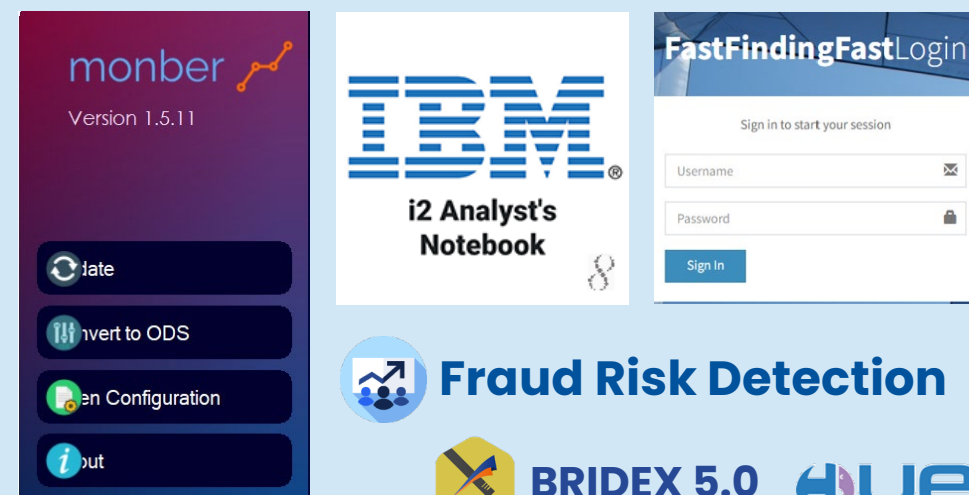 monber
Version 1.5.11
date
nvert to ODS
en Configuration
out
IBM®
i2 Analyst's
Notebook
8
FastFindingFastLogin
Sign in to start your session
Username
Password
Sign In
Fraud Risk Detection
BRIDEX 5.0